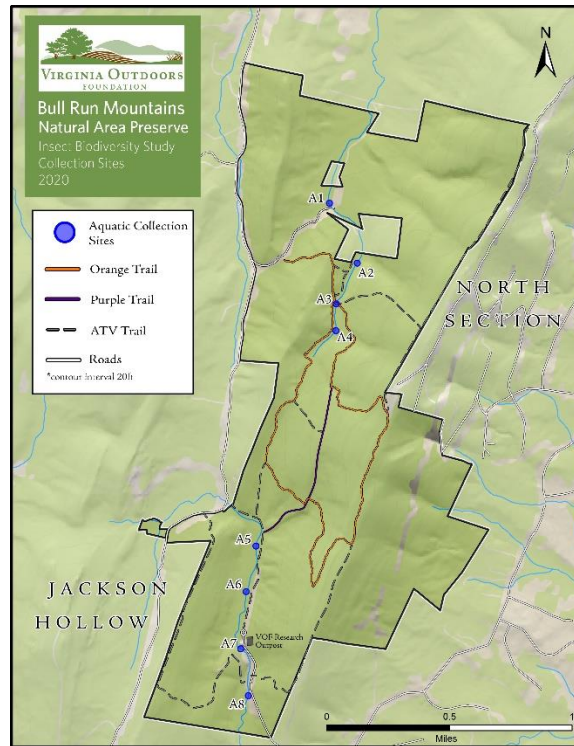 VIRGINIA OUTDOORS
FOUNDATION
Bull Run Mountains
Natural Area Preserve
Insect Biodiversity Study
Collection Sites
2020
Aquatic Collection
Sites
Orange Trail
Purple Trail
ATV Trail
Roads
*contour interval 20ft
N
A1
A2
A3
A4
NORTH
SECTION
A5
A6
JACKSON
HOLLOW
A7
VOF Research
Outpost
A8
0 0.5 1
Miles